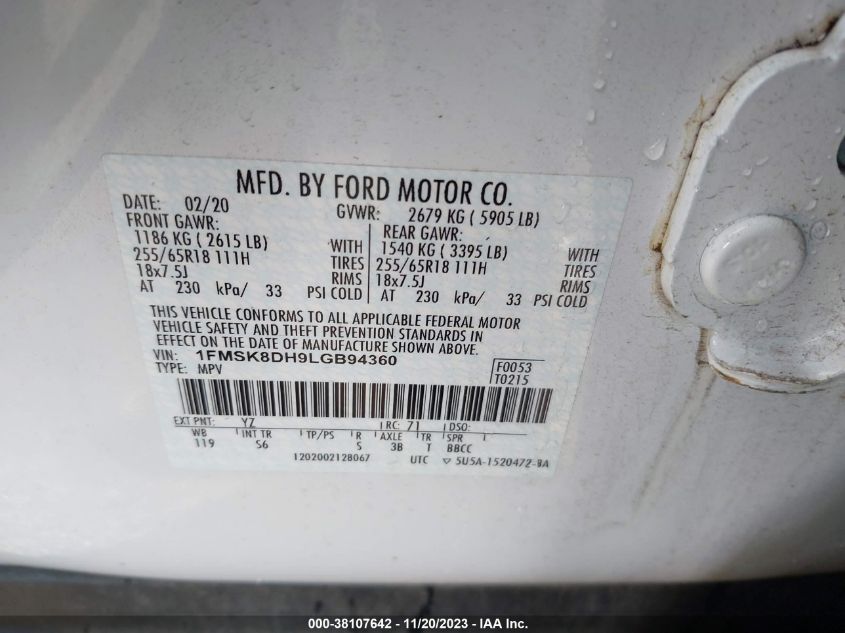 MFD. BY FORD MOTOR CO.
DATE: 02/20 GVWR: 2679 KG ( 5905 LB)
FRONT GAWR: REAR GAWR:
1186 KG ( 2615 LB) WITH 1540 KG ( 3395 LB) WITH
255/65R18 111H TIRES 255/65R18 111H TIRES
18x7.5J RIMS 18x7.5J RIMS
AT 230 kPa/ 33 PSI COLD AT 230 kPa/ 33 PSI COLD
THIS VEHICLE CONFORMS TO ALL APPLICABLE FEDERAL MOTOR
VEHICLE SAFETY AND THEFT PREVENTION STANDARDS IN
EFFECT ON THE DATE OF MANUFACTURE SHOWN ABOVE.
VIN: 1FMSK8DH9LGB94360 F0053
TYPE: MPV T0215
EXT PNT: YZ RC: 71 DSO:
WB INT TR TP/PS R AXLE TR SPR
119 S6 S 3B T BBCC
1202002128067 UTC ▽ 5U5A-1520472-BA
000-38107642 - 11/20/2023 - IAA Inc.